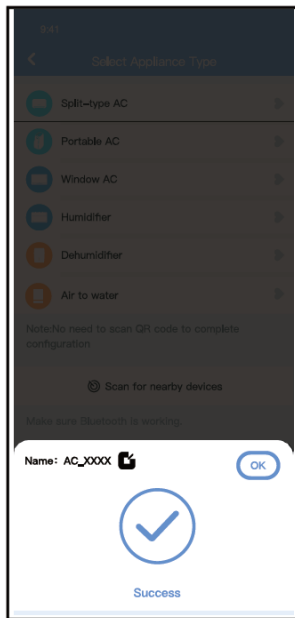 9:41
Select Appliance Type
Split-type AC
Portable AC
Window AC
Humidifier
Dehumidifier
Air to water
Note:No need to scan QR code to complete
configuration
Scan for nearby devices
Make sure Bluetooth is working.
Name: AC_XXXX
OK
Success